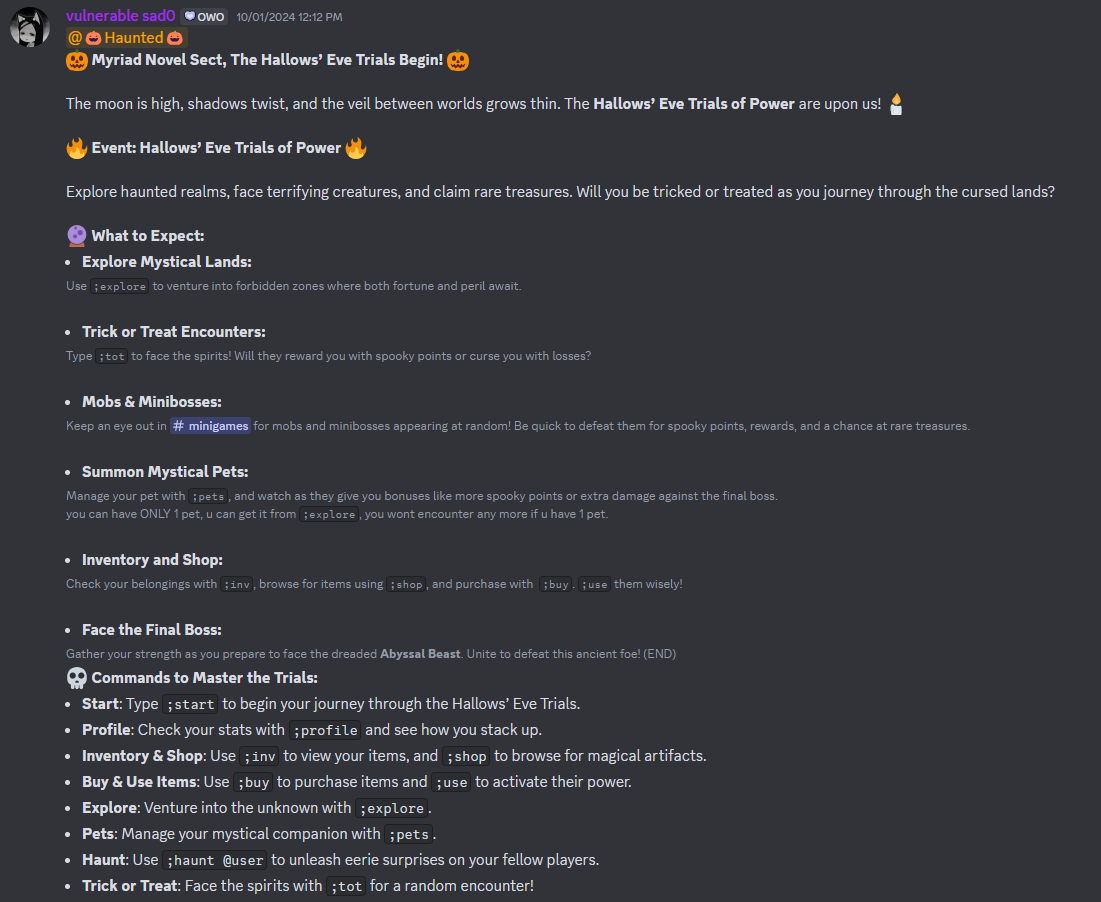 vulnerable sad0 OWO 10/01/2024 12:12 PM
@🎃Haunted🎃
🎃 Myriad Novel Sect, The Hallows’ Eve Trials Begin! 🎃
The moon is high, shadows twist, and the veil between worlds grows thin. The Hallows’ Eve Trials of Power are upon us! 🕯️
🔥 Event: Hallows’ Eve Trials of Power 🔥
Explore haunted realms, face terrifying creatures, and claim rare treasures. Will you be tricked or treated as you journey through the cursed lands?
🔮 What to Expect:
• Explore Mystical Lands:
Use ;explore to venture into forbidden zones where both fortune and peril await.
• Trick or Treat Encounters:
Type ;tot to face the spirits! Will they reward you with spooky points or curse you with losses?
• Mobs & Minibosses:
Keep an eye out in # minigames for mobs and minibosses appearing at random! Be quick to defeat them for spooky points, rewards, and a chance at rare treasures.
• Summon Mystical Pets:
Manage your pet with ;pets, and watch as they give you bonuses like more spooky points or extra damage against the final boss.
you can have ONLY 1 pet, u can get it from ;explore, you wont encounter any more if u have 1 pet.
• Inventory and Shop:
Check your belongings with ;inv, browse for items using ;shop, and purchase with ;buy. ;use them wisely!
• Face the Final Boss:
Gather your strength as you prepare to face the dreaded Abyssal Beast. Unite to defeat this ancient foe! (END)
💀 Commands to Master the Trials:
• Start: Type ;start to begin your journey through the Hallows’ Eve Trials.
• Profile: Check your stats with ;profile and see how you stack up.
• Inventory & Shop: Use ;inv to view your items, and ;shop to browse for magical artifacts.
• Buy & Use Items: Use ;buy to purchase items and ;use to activate their power.
• Explore: Venture into the unknown with ;explore.
• Pets: Manage your mystical companion with ;pets.
• Haunt: Use ;haunt @user to unleash eerie surprises on your fellow players.
• Trick or Treat: Face the spirits with ;tot for a random encounter!